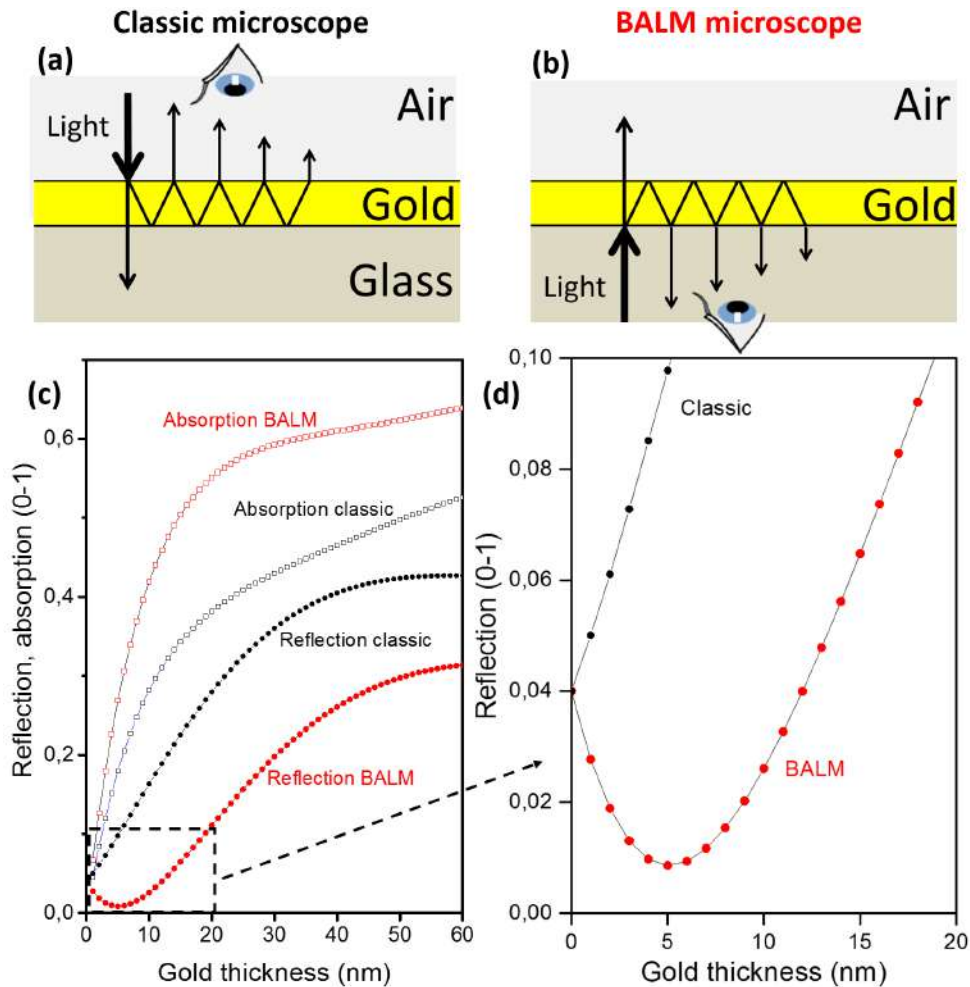 Classic microscope
BALM microscope
(a)
Light
Air
Gold
Glass
(b)
Air
Gold
Light
Glass
(c)
Absorption BALM
Absorption classic
Reflection classic
Reflection BALM
Reflection, absorption (0-1)
0,6
0,4
0,2
0,0
0 10 20 30 40 50 60
Gold thickness (nm)
(d)
Classic
BALM
Reflection (0-1)
0,10
0,08
0,06
0,04
0,02
0,00
0 5 10 15 20
Gold thickness (nm)